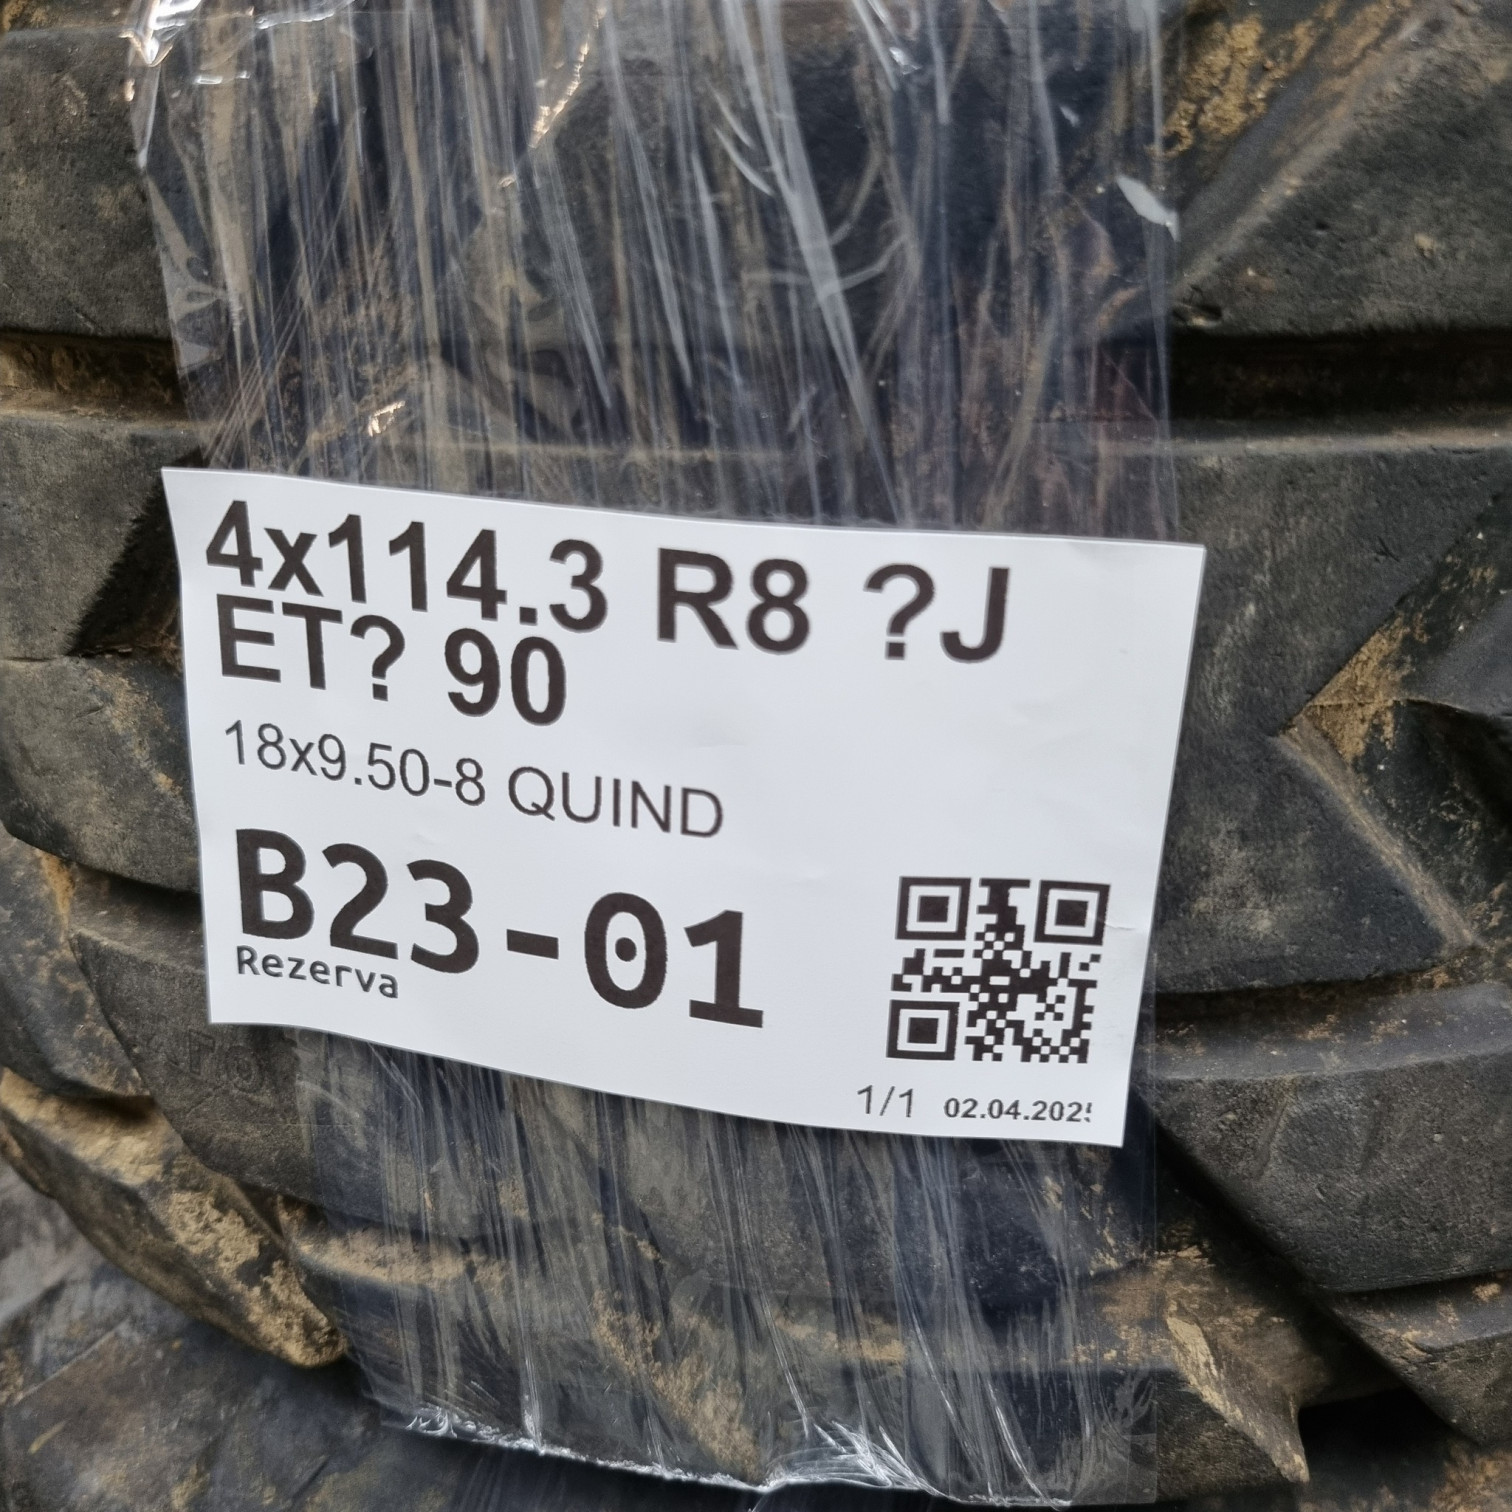 4x114.3 R8 ?J
ET? 90
18x9.50-8 QUIND
B23-01
Rezerva
1/1 02.04.2025